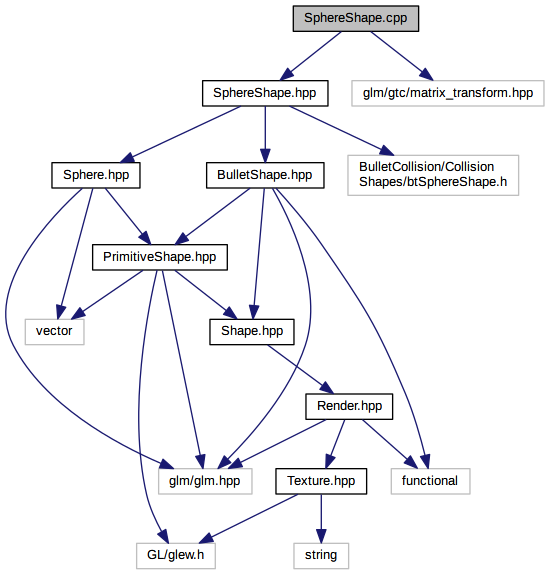 SphereShape.cpp
SphereShape.hpp
glm/gtc/matrix_transform.hpp
Sphere.hpp
BulletShape.hpp
BulletCollision/Collision
Shapes/btSphereShape.h
PrimitiveShape.hpp
vector
Shape.hpp
Render.hpp
glm/glm.hpp
Texture.hpp
functional
GL/glew.h
string